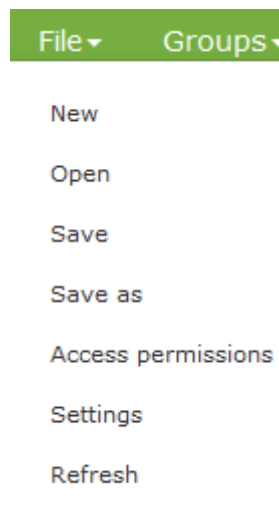 File Groups
New
Open
Save
Save as
Access permissions
Settings
Refresh